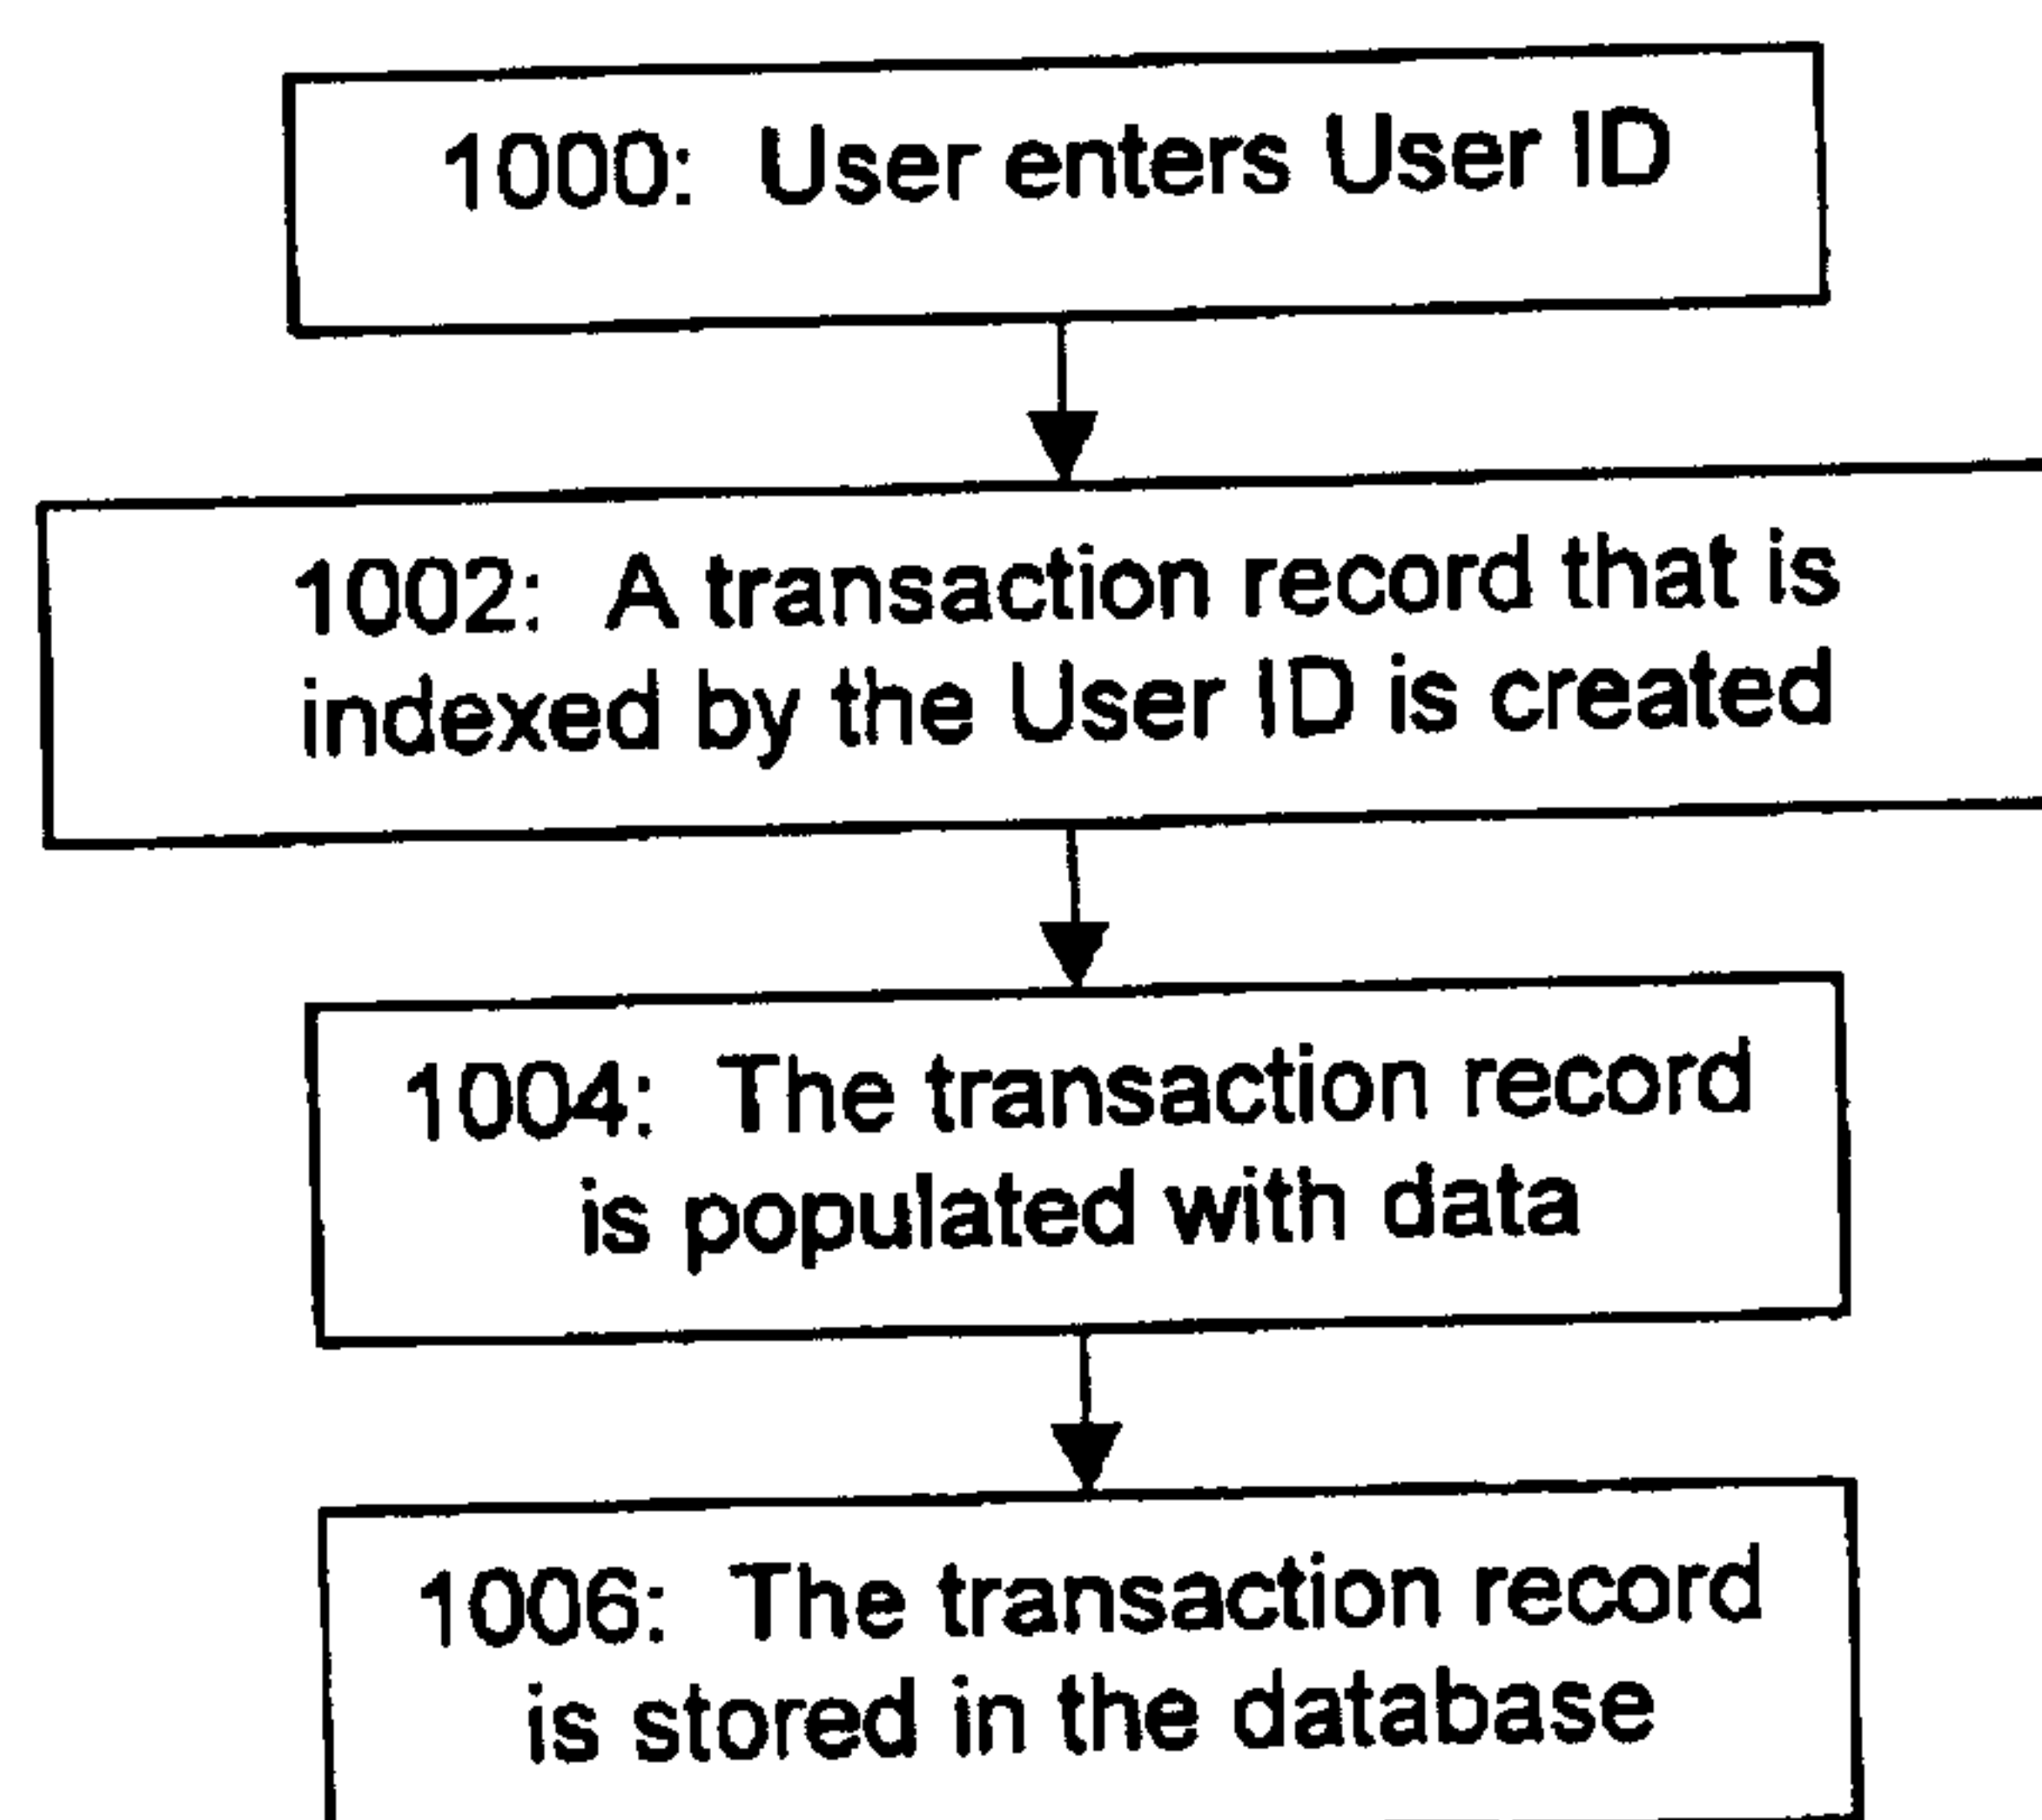 1000: User enters User ID
1002: A transaction record that is
indexed by the User ID is created
1004: The transaction record
is populated with data
1006: The transaction record
is stored in the database